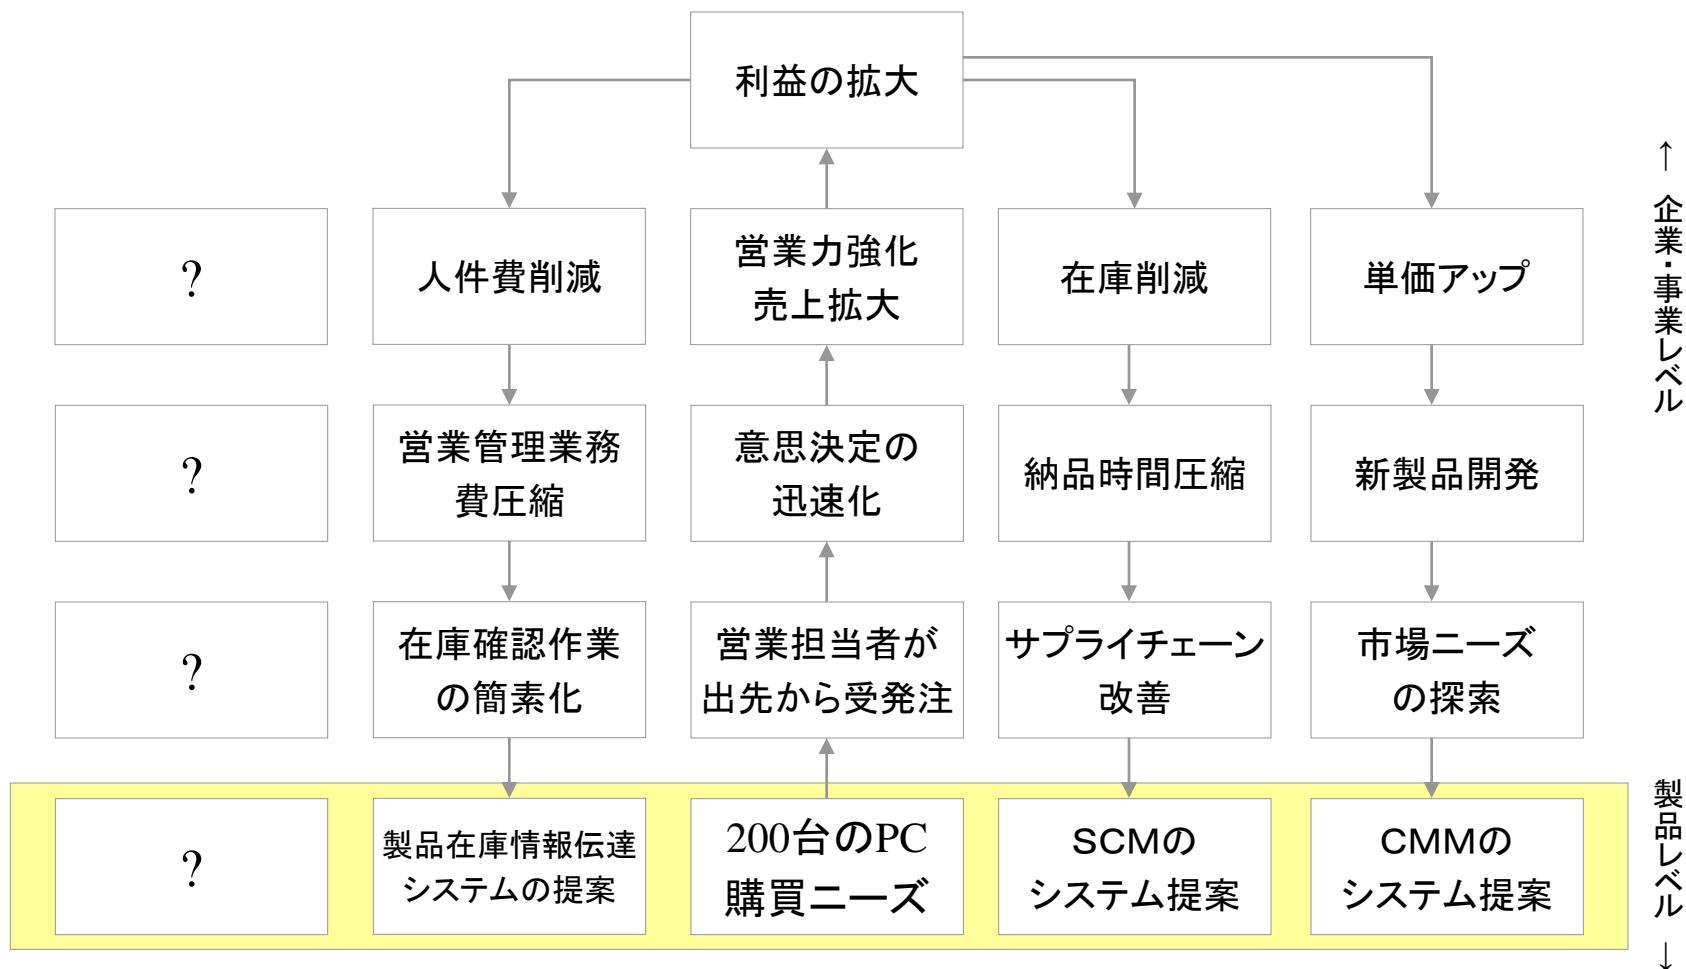 利益の拡大
?
人件費削減
営業力強化
売上拡大
在庫削減
単価アップ
?
営業管理業務
費圧縮
意思決定の
迅速化
納品時間圧縮
新製品開発
?
在庫確認作業
の簡素化
営業担当者が
出先から受発注
サプライチェーン
改善
市場ニーズ
の探索
?
製品在庫情報伝達
システムの提案
200台のPC
購買ニーズ
SCMの
システム提案
CMMの
システム提案
↑ 企業・事業レベル
製品レベル ↓